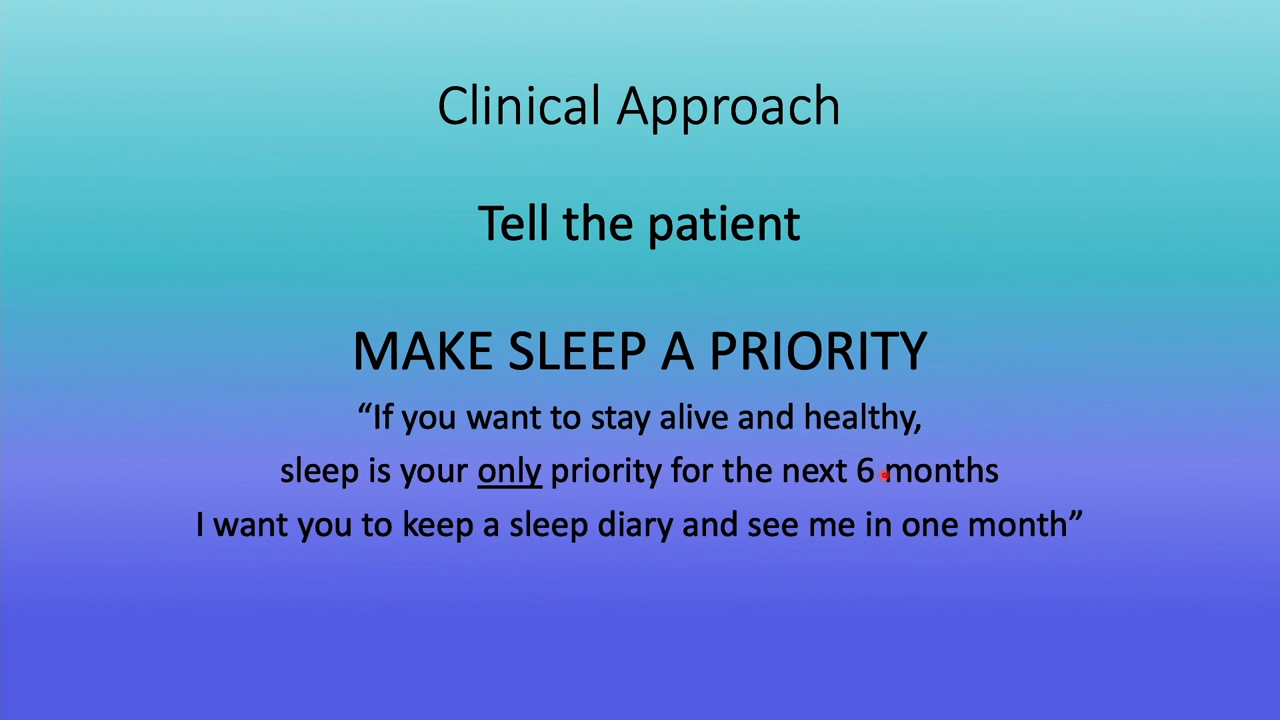 Clinical Approach
Tell the patient
MAKE SLEEP A PRIORITY
“If you want to stay alive and healthy,
sleep is your only priority for the next 6 months
I want you to keep a sleep diary and see me in one month”